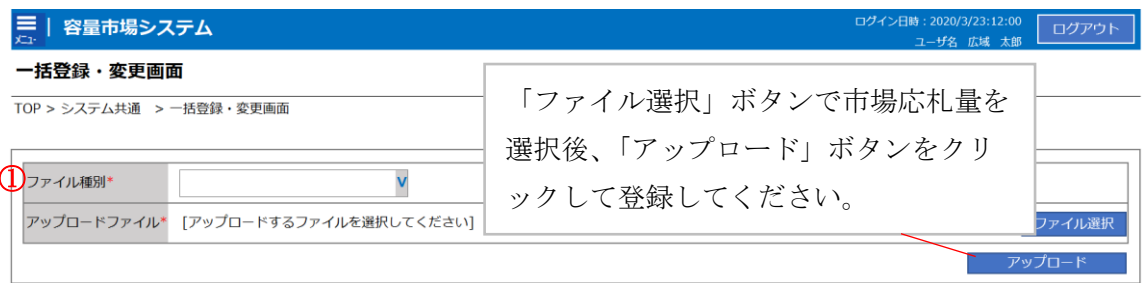 メニュー
容量市場システム
ログイン日時：2020/3/23:12:00
ユーザ名 広域 太郎
ログアウト
一括登録・変更画面
TOP > システム共通 > 一括登録・変更画面
「ファイル選択」ボタンで市場応札量を
選択後、「アップロード」ボタンをクリ
ックして登録してください。
①
ファイル種別*
V
アップロードファイル* [アップロードするファイルを選択してください]
ファイル選択
アップロード